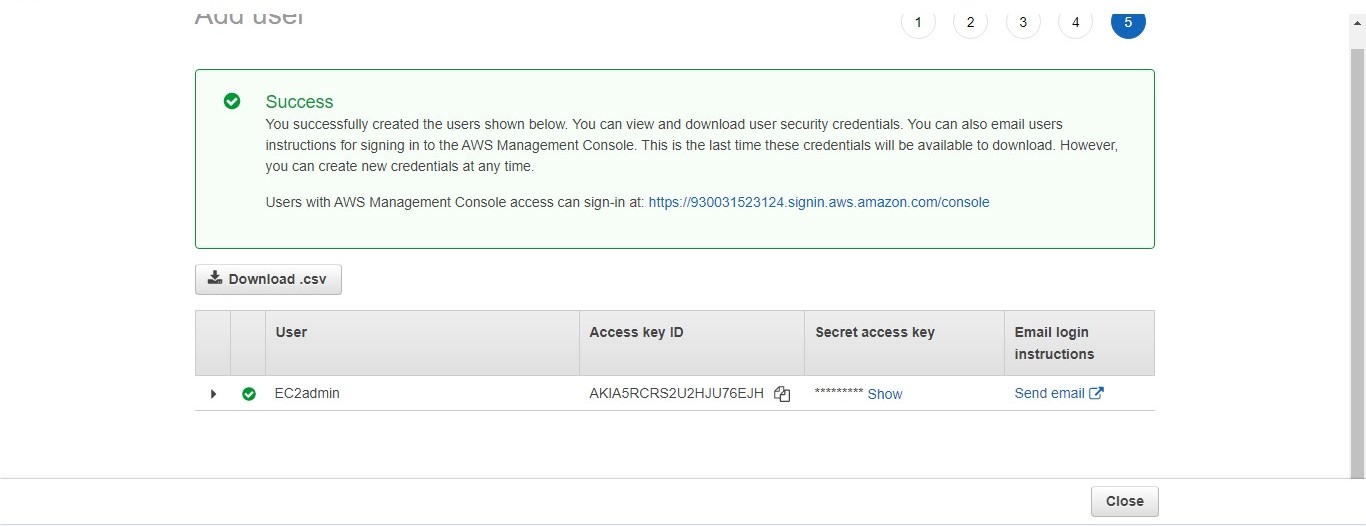 Add user
1 2 3 4 5
Success
You successfully created the users shown below. You can view and download user security credentials. You can also email users
instructions for signing in to the AWS Management Console. This is the last time these credentials will be available to download. However,
you can create new credentials at any time.
Users with AWS Management Console access can sign-in at: https://930031523124.signin.aws.amazon.com/console
Download .csv
User Access key ID Secret access key Email login
instructions
EC2admin AKIA5RCRS2U2HJU76EJH ********* Show Send email
Close